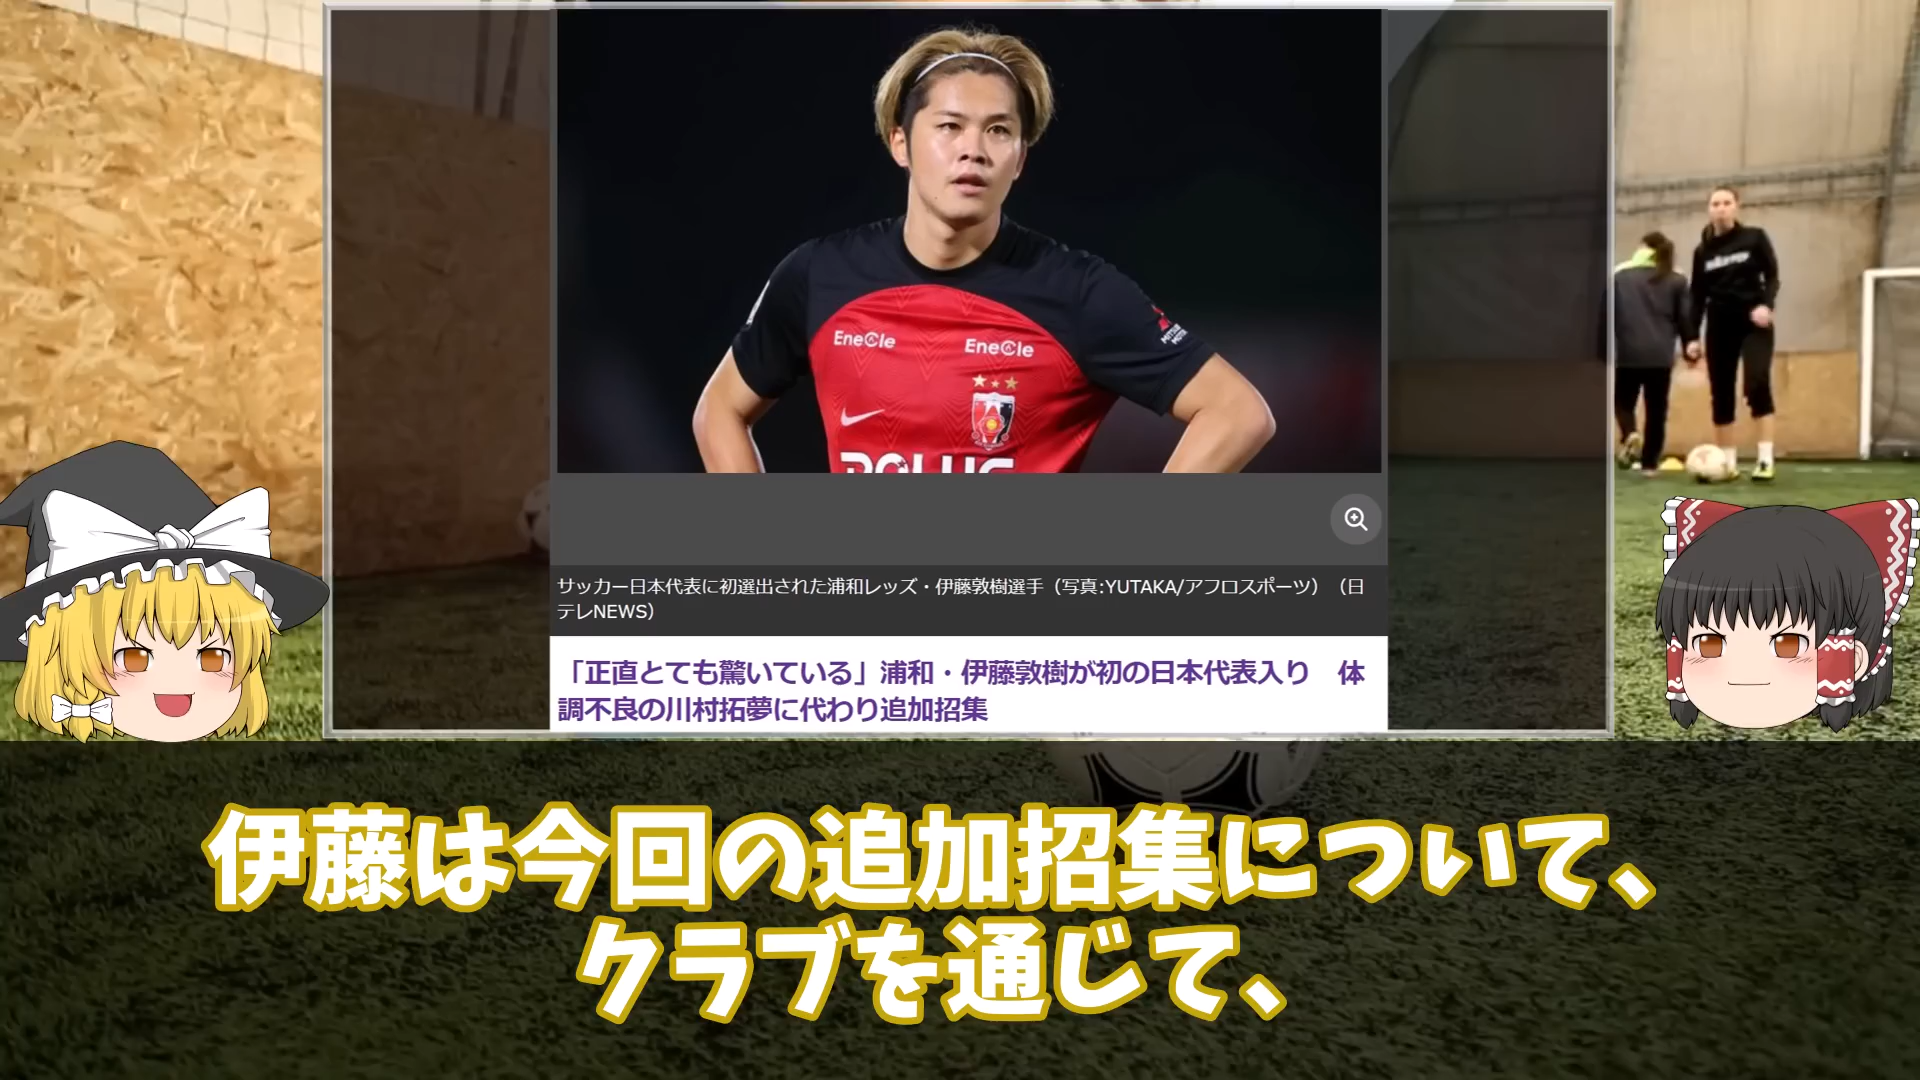 EneCle EneCle
サッカー日本代表に初選出された浦和レッズ・伊藤敦樹選手（写真:YUTAKA/アフロスポーツ）（日
テレNEWS）
「正直とても驚いている」浦和・伊藤敦樹が初の日本代表入り　体
調不良の川村拓夢に代わり追加招集
伊藤は今回の追加招集について、
クラブを通じて、